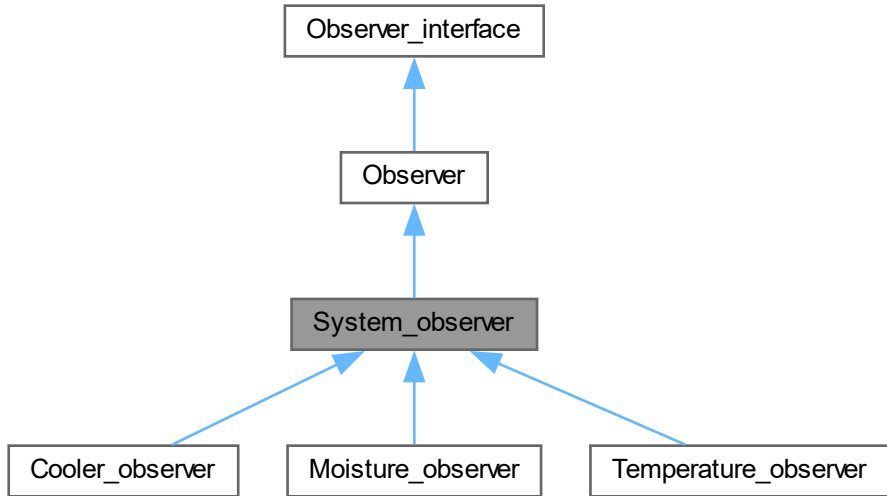 Observer_interface
Observer
System_observer
Cooler_observer
Moisture_observer
Temperature_observer